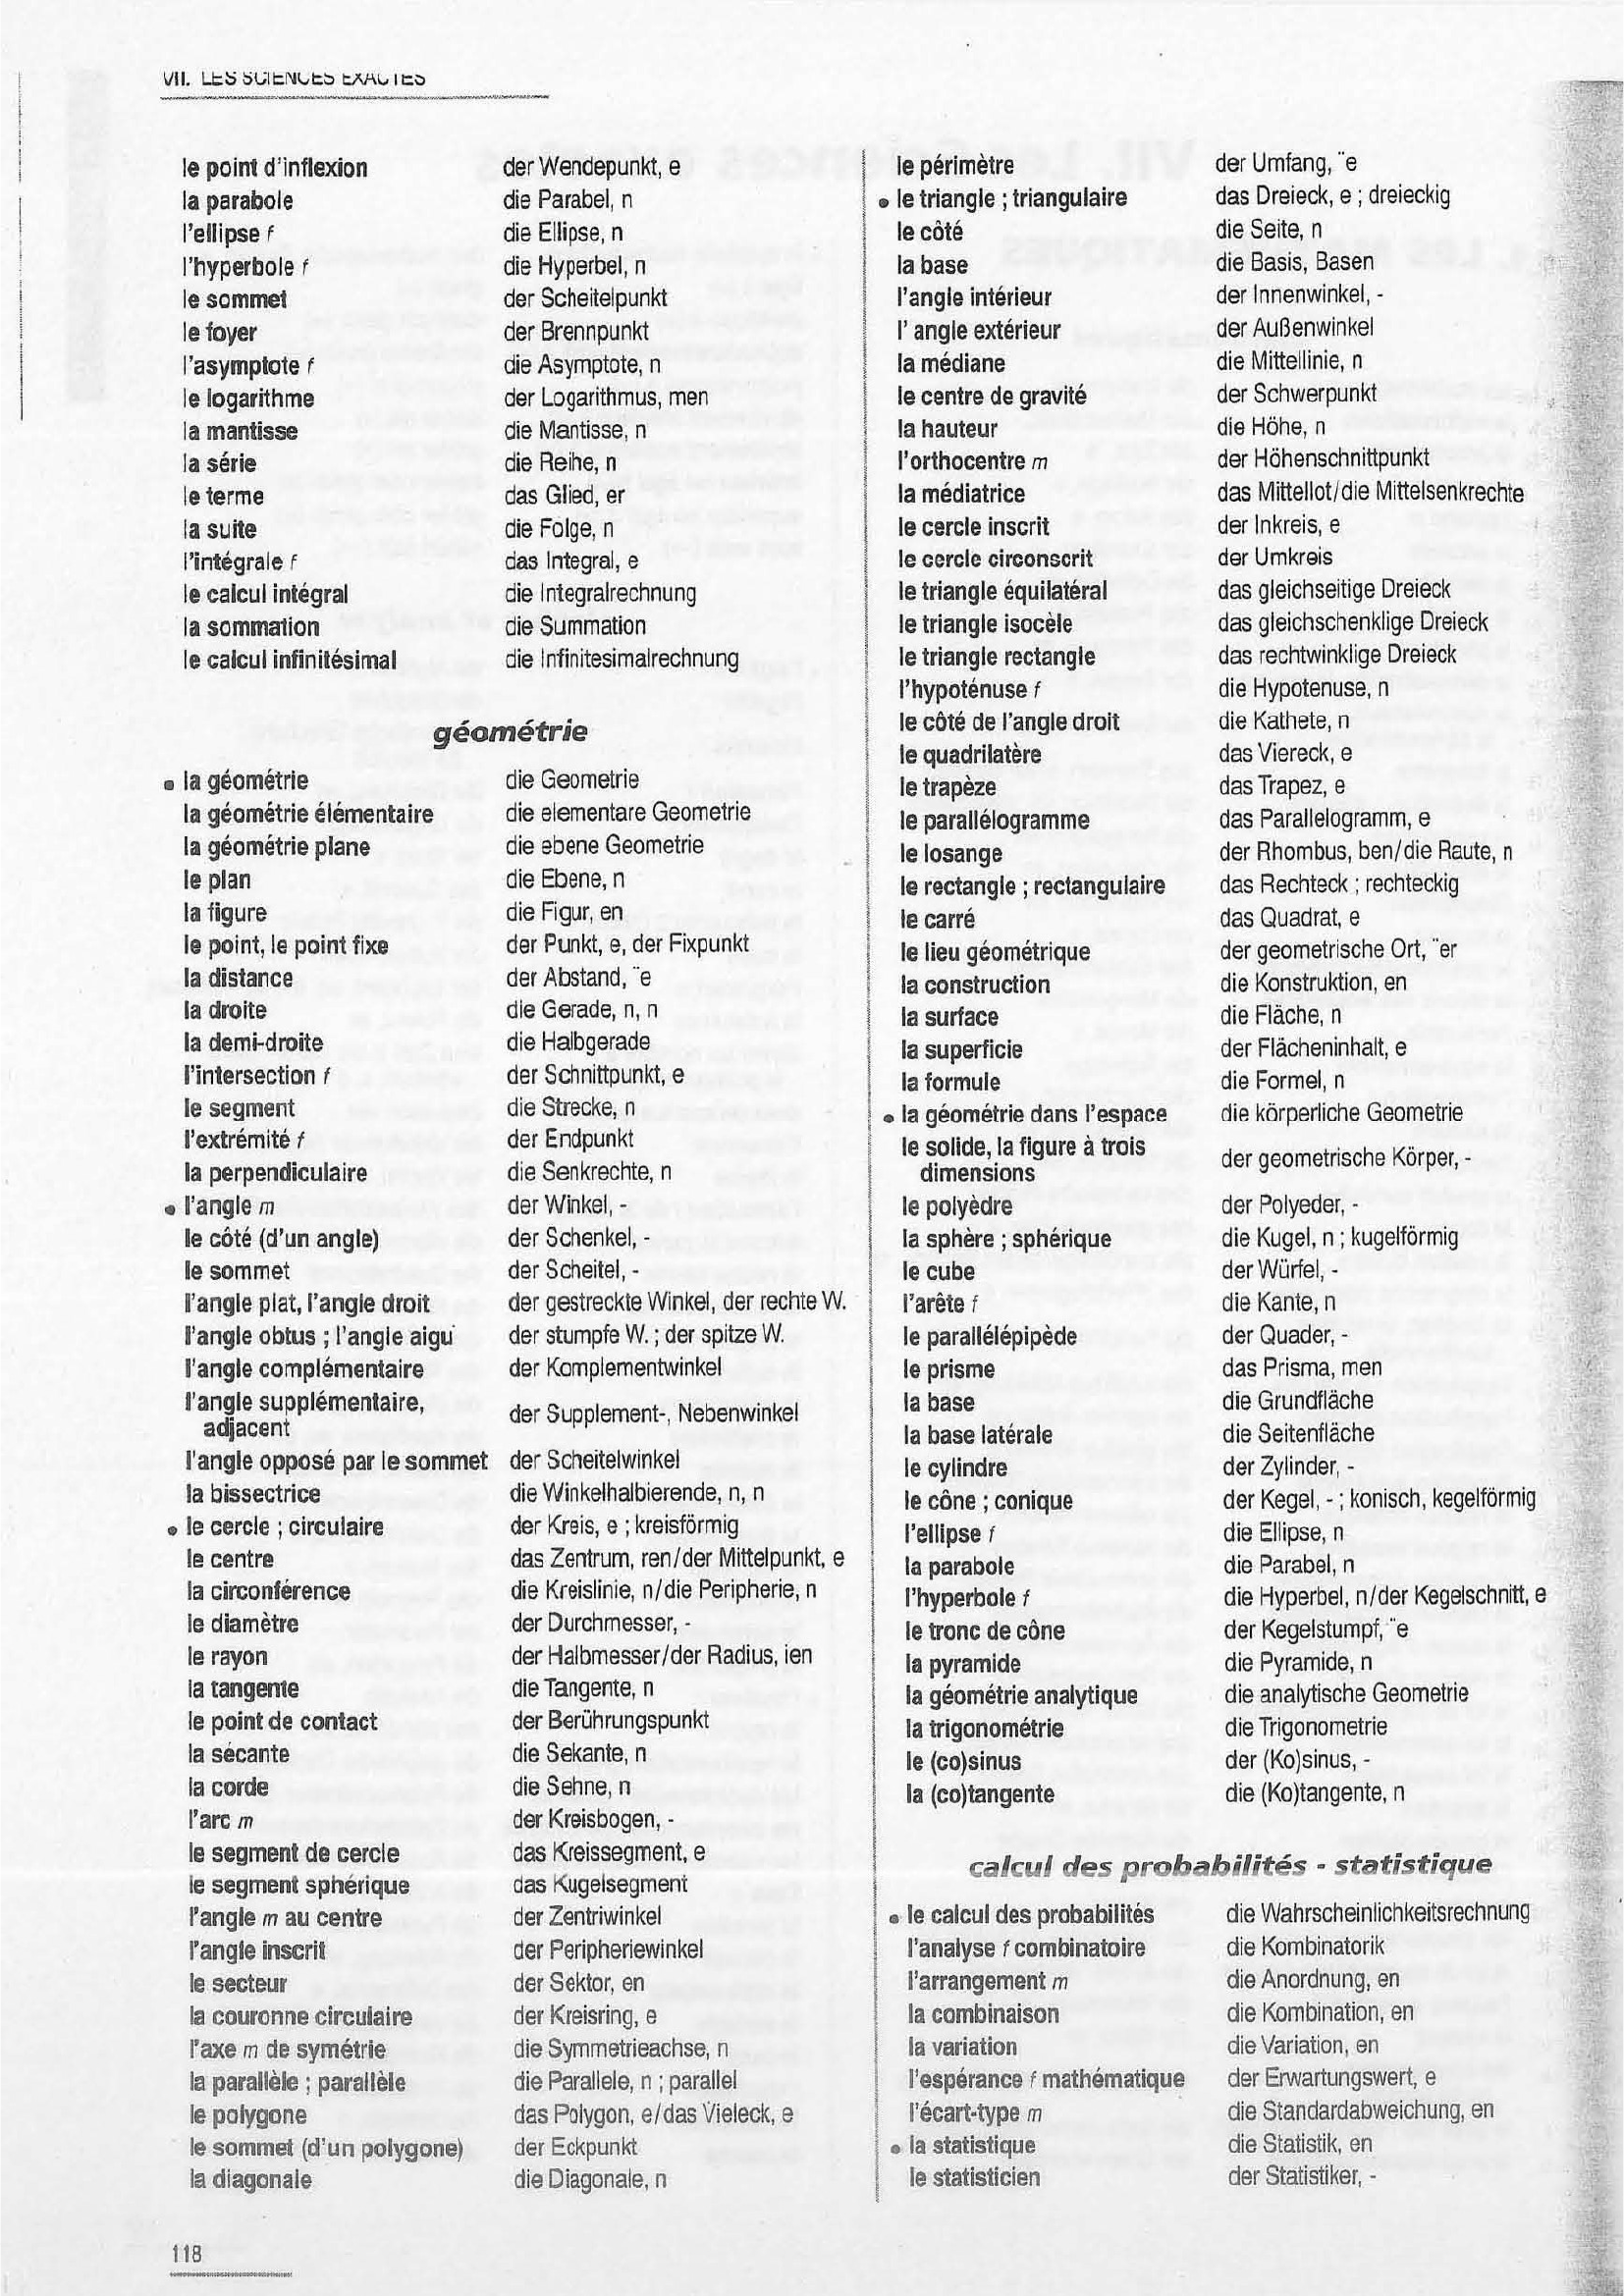 VII. LES SCIENCES EXACTES
le point d'inflexion der Wendepunkt, e
la parabole die Parabel, n
l'ellipse f die Ellipse, n
l'hyperbole f die Hyperbel, n
le sommet der Scheitelpunkt
le foyer der Brennpunkt
l'asymptote f die Asymptote, n
le logarithme der Logarithmus, men
la mantisse die Mantisse, n
la série die Reihe, n
le terme das Glied, er
la suite die Folge, n
l'intégrale f das Integral, e
le calcul intégral die Integralrechnung
la sommation die Summation
le calcul infinitésimal die Infinitesimalrechnung
géométrie
• la géométrie die Geometrie
la géométrie élémentaire die elementare Geometrie
la géométrie plane die ebene Geometrie
le plan die Ebene, n
la figure die Figur, en
le point, le point fixe der Punkt, e, der Fixpunkt
la distance der Abstand, ¨e
la droite die Gerade, n, n
la demi-droite die Halbgerade
l'intersection f der Schnittpunkt, e
le segment die Strecke, n
l'extrémité f der Endpunkt
la perpendiculaire die Senkrechte, n
• l'angle m der Winkel, -
le côté (d'un angle) der Schenkel, -
le sommet der Scheitel, -
l'angle plat, l'angle droit der gestreckte Winkel, der rechte W.
l'angle obtus ; l'angle aigu der stumpfe W. ; der spitze W.
l'angle complémentaire der Komplementwinkel
l'angle supplémentaire,
adjacent der Supplement-, Nebenwinkel
l'angle opposé par le sommet der Scheitelwinkel
la bissectrice die Winkelhalbierende, n, n
• le cercle ; circulaire der Kreis, e ; kreisförmig
le centre das Zentrum, ren/der Mittelpunkt, e
la circonférence die Kreislinie, n/die Peripherie, n
le diamètre der Durchmesser, -
le rayon der Halbmesser/der Radius, ien
la tangente die Tangente, n
le point de contact der Berührungspunkt
la sécante die Sekante, n
la corde die Sehne, n
l'arc m der Kreisbogen, -
le segment de cercle das Kreissegment, e
le segment sphérique das Kugelsegment
l'angle m au centre der Zentriwinkel
l'angle inscrit der Peripheriewinkel
le secteur der Sektor, en
la couronne circulaire der Kreisring, e
l'axe m de symétrie die Symmetrieachse, n
la parallèle ; parallèle die Parallele, n ; parallel
le polygone das Polygon, e/das Vieleck, e
le sommet (d'un polygone) der Eckpunkt
la diagonale die Diagonale, n
le périmètre der Umfang, ¨e
• le triangle ; triangulaire das Dreieck, e ; dreieckig
le côté die Seite, n
la base die Basis, Basen
l'angle intérieur der Innenwinkel, -
l' angle extérieur der Außenwinkel
la médiane die Mittellinie, n
le centre de gravité der Schwerpunkt
la hauteur die Höhe, n
l'orthocentre m der Höhenschnittpunkt
la médiatrice das Mittellot/die Mittelsenkrechte
le cercle inscrit der Inkreis, e
le cercle circonscrit der Umkreis
le triangle équilatéral das gleichseitige Dreieck
le triangle isocèle das gleichschenklige Dreieck
le triangle rectangle das rechtwinklige Dreieck
l'hypoténuse f die Hypotenuse, n
le côté de l'angle droit die Kathete, n
le quadrilatère das Viereck, e
le trapèze das Trapez, e
le parallélogramme das Parallelogramm, e
le losange der Rhombus, ben/die Raute, n
le rectangle ; rectangulaire das Rechteck ; rechteckig
le carré das Quadrat, e
le lieu géométrique der geometrische Ort, ¨er
la construction die Konstruktion, en
la surface die Fläche, n
la superficie der Flächeninhalt, e
la formule die Formel, n
• la géométrie dans l'espace die körperliche Geometrie
le solide, la figure à trois
dimensions der geometrische Körper, -
le polyèdre der Polyeder, -
la sphère ; sphérique die Kugel, n ; kugelförmig
le cube der Würfel, -
l'arête f die Kante, n
le parallélépipède der Quader, -
le prisme das Prisma, men
la base die Grundfläche
la base latérale die Seitenfläche
le cylindre der Zylinder, -
le cône ; conique der Kegel, - ; konisch, kegelförmig
l'ellipse f die Ellipse, n
la parabole die Parabel, n
l'hyperbole f die Hyperbel, n/der Kegelschnitt, e
le tronc de cône der Kegelstumpf, ¨e
la pyramide die Pyramide, n
la géométrie analytique die analytische Geometrie
la trigonométrie die Trigonometrie
le (co)sinus der (Ko)sinus, -
la (co)tangente die (Ko)tangente, n
calcul des probabilités - statistique
• le calcul des probabilités die Wahrscheinlichkeitsrechnung
l'analyse f combinatoire die Kombinatorik
l'arrangement m die Anordnung, en
la combinaison die Kombination, en
la variation die Variation, en
l'espérance f mathématique der Erwartungswert, e
l'écart-type m die Standardabweichung, en
• la statistique die Statistik, en
le statisticien der Statistiker, -
118